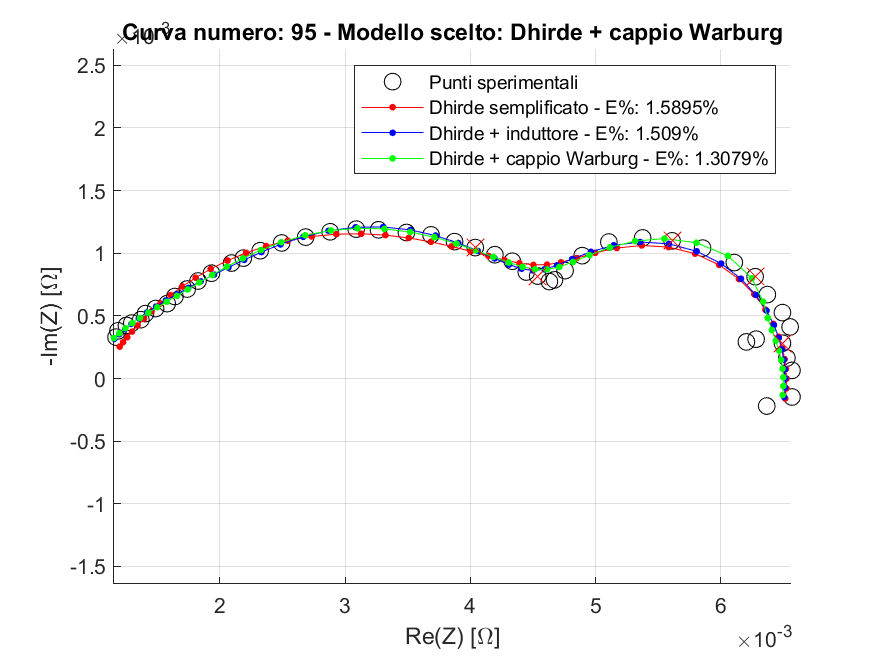 Curva numero: 95 - Modello scelto: Dhirde + cappio Warburg
×10⁻³
2.5
2
1.5
1
0.5
0
-0.5
-1
-1.5
-Im(Z) [Ω]
Punti sperimentali
Dhirde semplificato - E%: 1.5895%
Dhirde + induttore - E%: 1.509%
Dhirde + cappio Warburg - E%: 1.3079%
2 3 4 5 6
Re(Z) [Ω]
×10⁻³